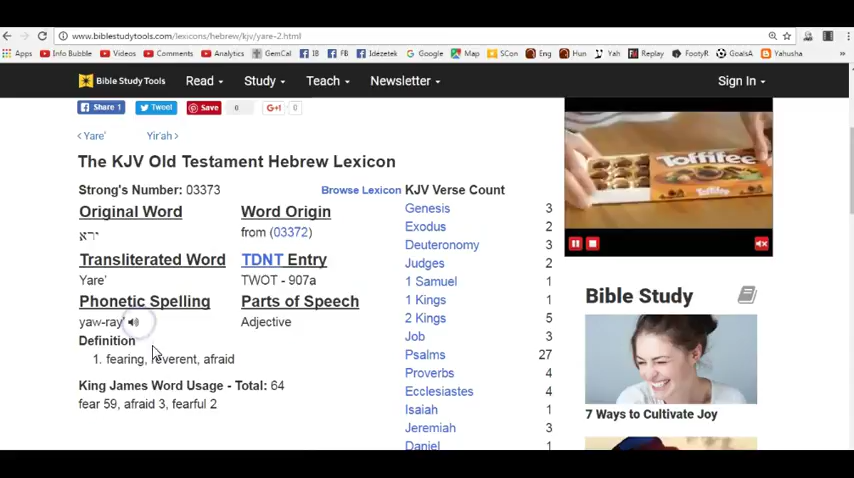 www.biblestudytools.com/lexicons/hebrew/kjv/yare-2.html
Apps Info Bubble Videos Comments Analytics GemCal IB FB Idézetek Google Map SCon Eng Hun Yah Replay FootyR GoalsA Yahusha
Bible Study Tools Read Study Teach Newsletter Sign In
Share 1 Tweet Save 6 G+1 0
< Yare' Yir'ah >
The KJV Old Testament Hebrew Lexicon
Strong's Number: 03373 Browse Lexicon
Original Word Word Origin
ירא from (03372)
Transliterated Word TDNT Entry
Yare' TWOT - 907a
Phonetic Spelling Parts of Speech
yaw-ray' Adjective
Definition
1. fearing, reverent, afraid
King James Word Usage - Total: 64
fear 59, afraid 3, fearful 2
KJV Verse Count
Genesis 3
Exodus 2
Deuteronomy 3
Judges 2
1 Samuel 1
1 Kings 1
2 Kings 5
Job 3
Psalms 27
Proverbs 4
Ecclesiastes 4
Isaiah 1
Jeremiah 3
Daniel 1
Toffifee
Toffifee
Bible Study
7 Ways to Cultivate Joy